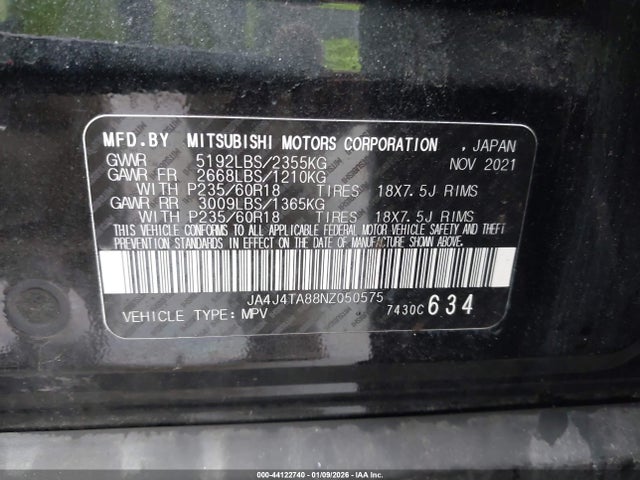 MFD.BY MITSUBISHI MOTORS CORPORATION , JAPAN
GVWR 5192LBS/2355KG NOV 2021
GAWR FR 2668LBS/1210KG
WITH P235/60R18 TIRES 18X7.5J RIMS
GAWR RR 3009LBS/1365KG
WITH P235/60R18 TIRES 18X7.5J RIMS
THIS VEHICLE CONFORMS TO ALL APPLICABLE FEDERAL MOTOR VEHICLE SAFETY AND THEFT
PREVENTION STANDARDS IN EFFECT ON THE DATE OF MANUFACTURE SHOWN ABOVE.
JA4J4TA88NZ050575
VEHICLE TYPE: MPV 7430C 634
000-44122740 - 01/09/2026 - IAA Inc.